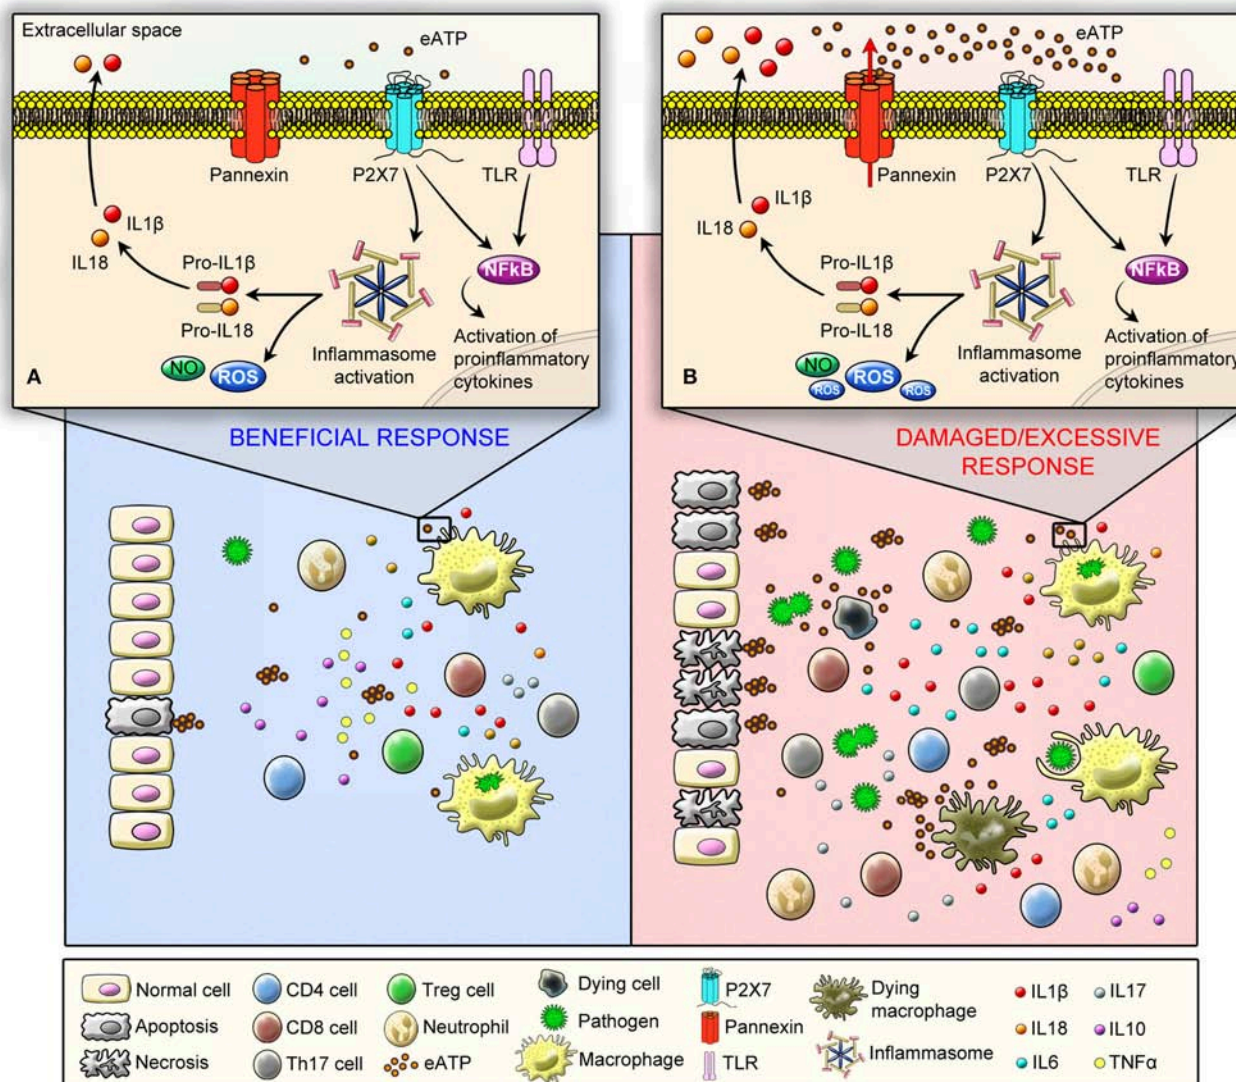 Extracellular space
eATP
Pannexin
P2X7
TLR
IL1β
IL18
Pro-IL1β
Pro-IL18
NFkB
NO
ROS
Inflammasome
activation
Activation of
proinflammatory
cytokines
A
eATP
Pannexin
P2X7
TLR
IL1β
IL18
Pro-IL1β
Pro-IL18
NFkB
NO
ROS
ROS
ROS
Inflammasome
activation
Activation of
proinflammatory
cytokines
B
BENEFICIAL RESPONSE
DAMAGED/EXCESSIVE
RESPONSE
Normal cell
Apoptosis
Necrosis
CD4 cell
CD8 cell
Th17 cell
Treg cell
Neutrophil
eATP
Dying cell
Pathogen
Macrophage
P2X7
Pannexin
TLR
Dying
macrophage
Inflammasome
IL1β
IL18
IL6
IL17
IL10
TNFα